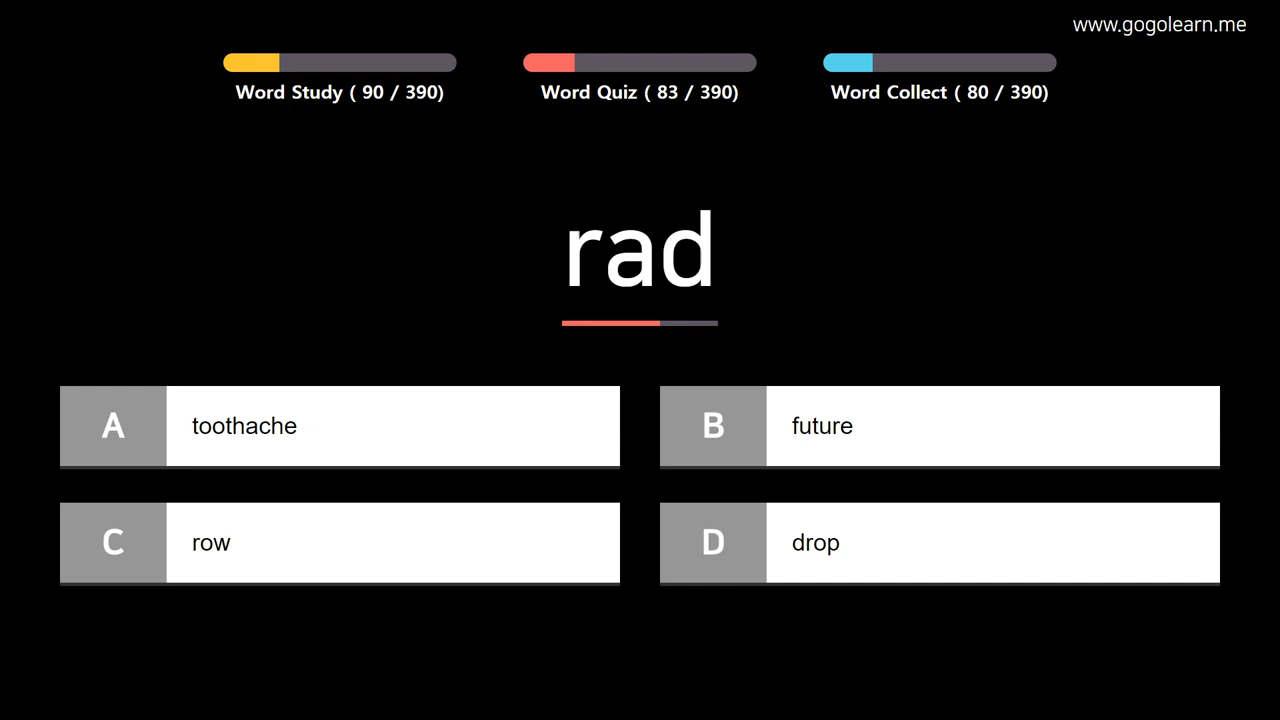 www.gogolearn.me
Word Study ( 90 / 390)
Word Quiz ( 83 / 390)
Word Collect ( 80 / 390)
rad
A toothache
B future
C row
D drop